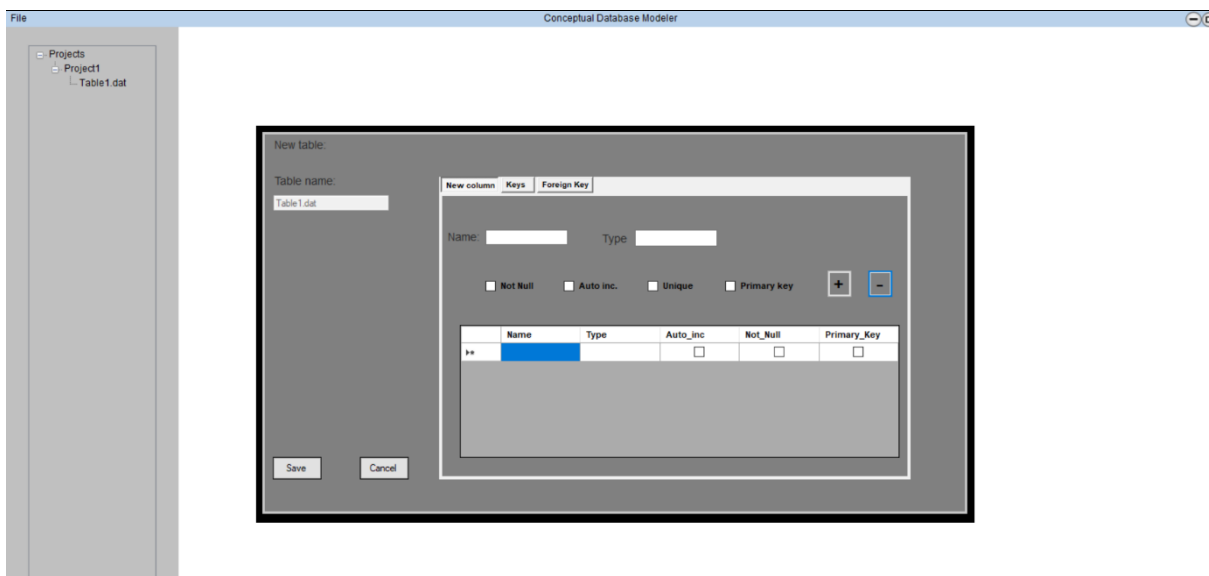 File
Conceptual Database Modeler
Projects
Project1
Table1.dat
New table:
Table name:
Table1.dat
New column Keys Foreign Key
Name: Type
Not Null Auto inc. Unique Primary key + -
Name Type Auto_inc Not_Null Primary_Key
Save Cancel